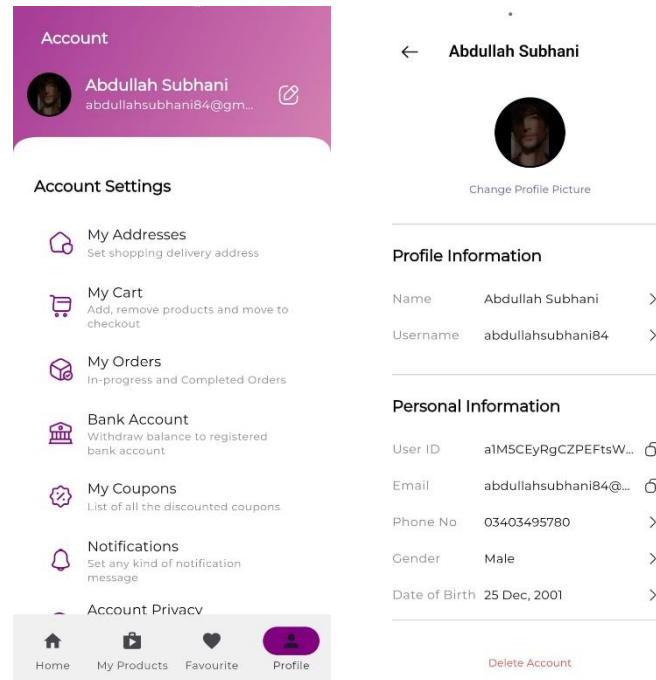 Account
Abdullah Subhani
abdullahsubhani84@gm...
Account Settings
My Addresses
Set shopping delivery address
My Cart
Add, remove products and move to
checkout
My Orders
In-progress and Completed Orders
Bank Account
Withdraw balance to registered
bank account
My Coupons
List of all the discounted coupons
Notifications
Set any kind of notification
message
Account Privacy
Home My Products Favourite Profile
Abdullah Subhani
Change Profile Picture
Profile Information
Name Abdullah Subhani
Username abdullahsubhani84
Personal Information
User ID a1M5CEyRgCZPEFtsW...
Email abdullahsubhani84@...
Phone No 03403495780
Gender Male
Date of Birth 25 Dec, 2001
Delete Account